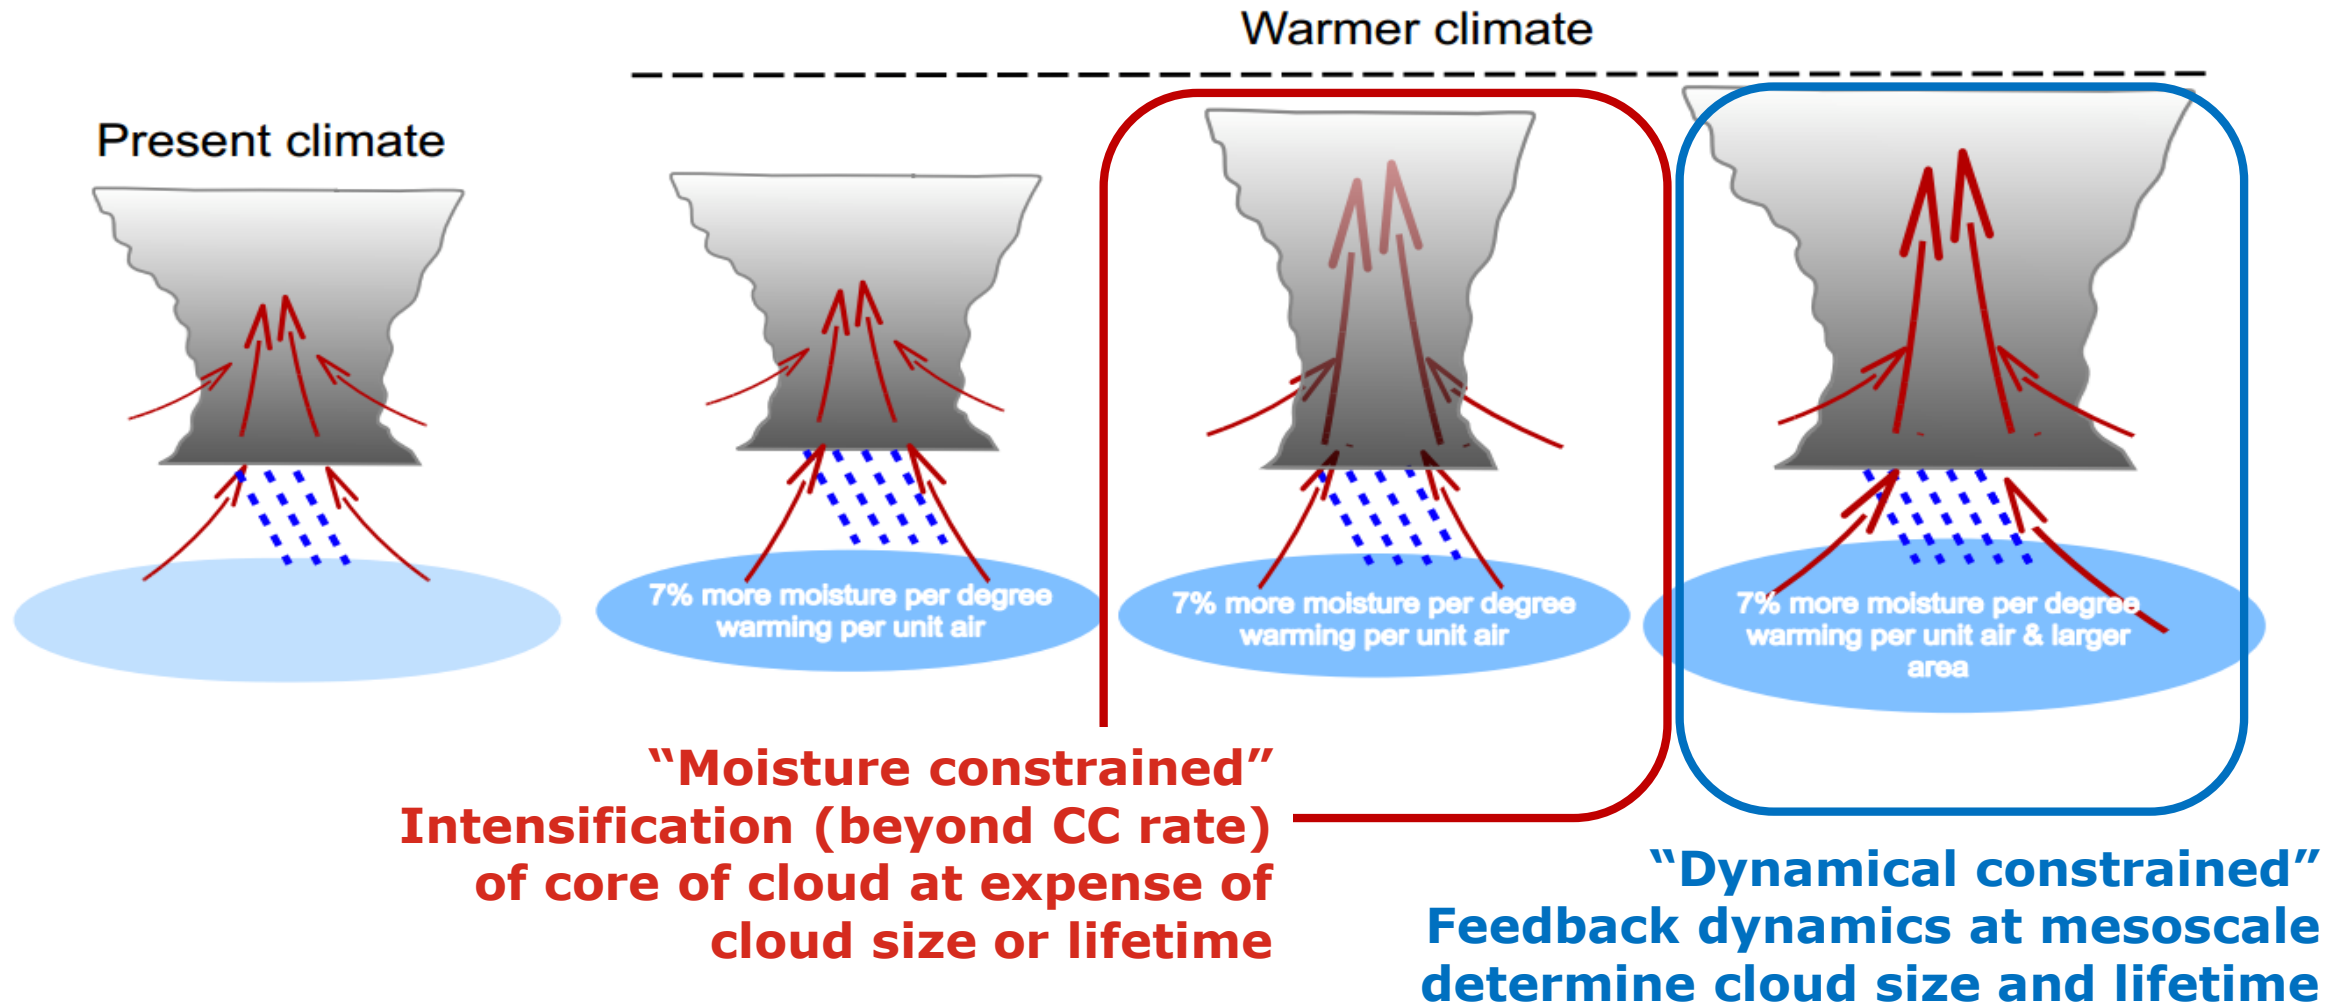 Warmer climate
Present climate
7% more moisture per degree
warming per unit air
7% more moisture per degree
warming per unit air
7% more moisture per degree
warming per unit air & larger
area
“Moisture constrained”
Intensification (beyond CC rate)
of core of cloud at expense of
cloud size or lifetime
“Dynamical constrained”
Feedback dynamics at mesoscale
determine cloud size and lifetime